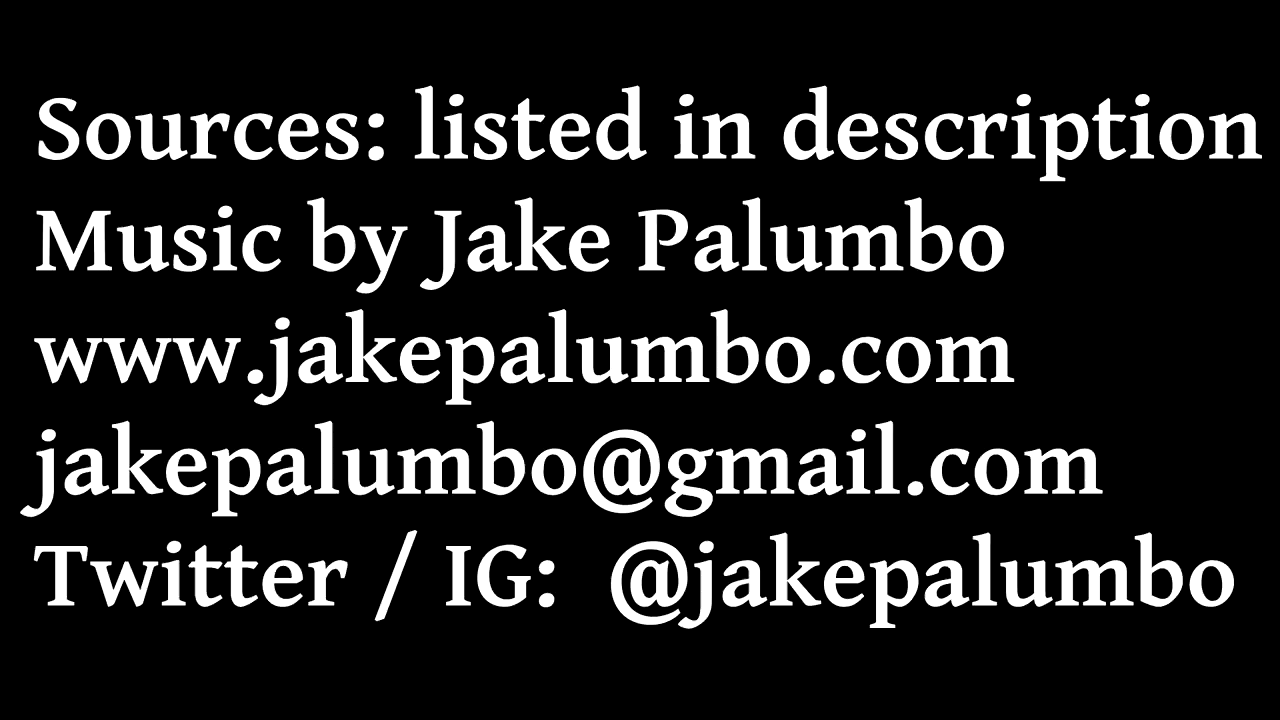 Sources: listed in description
Music by Jake Palumbo
www.jakepalumbo.com
jakepalumbo@gmail.com
Twitter / IG:  @jakepalumbo